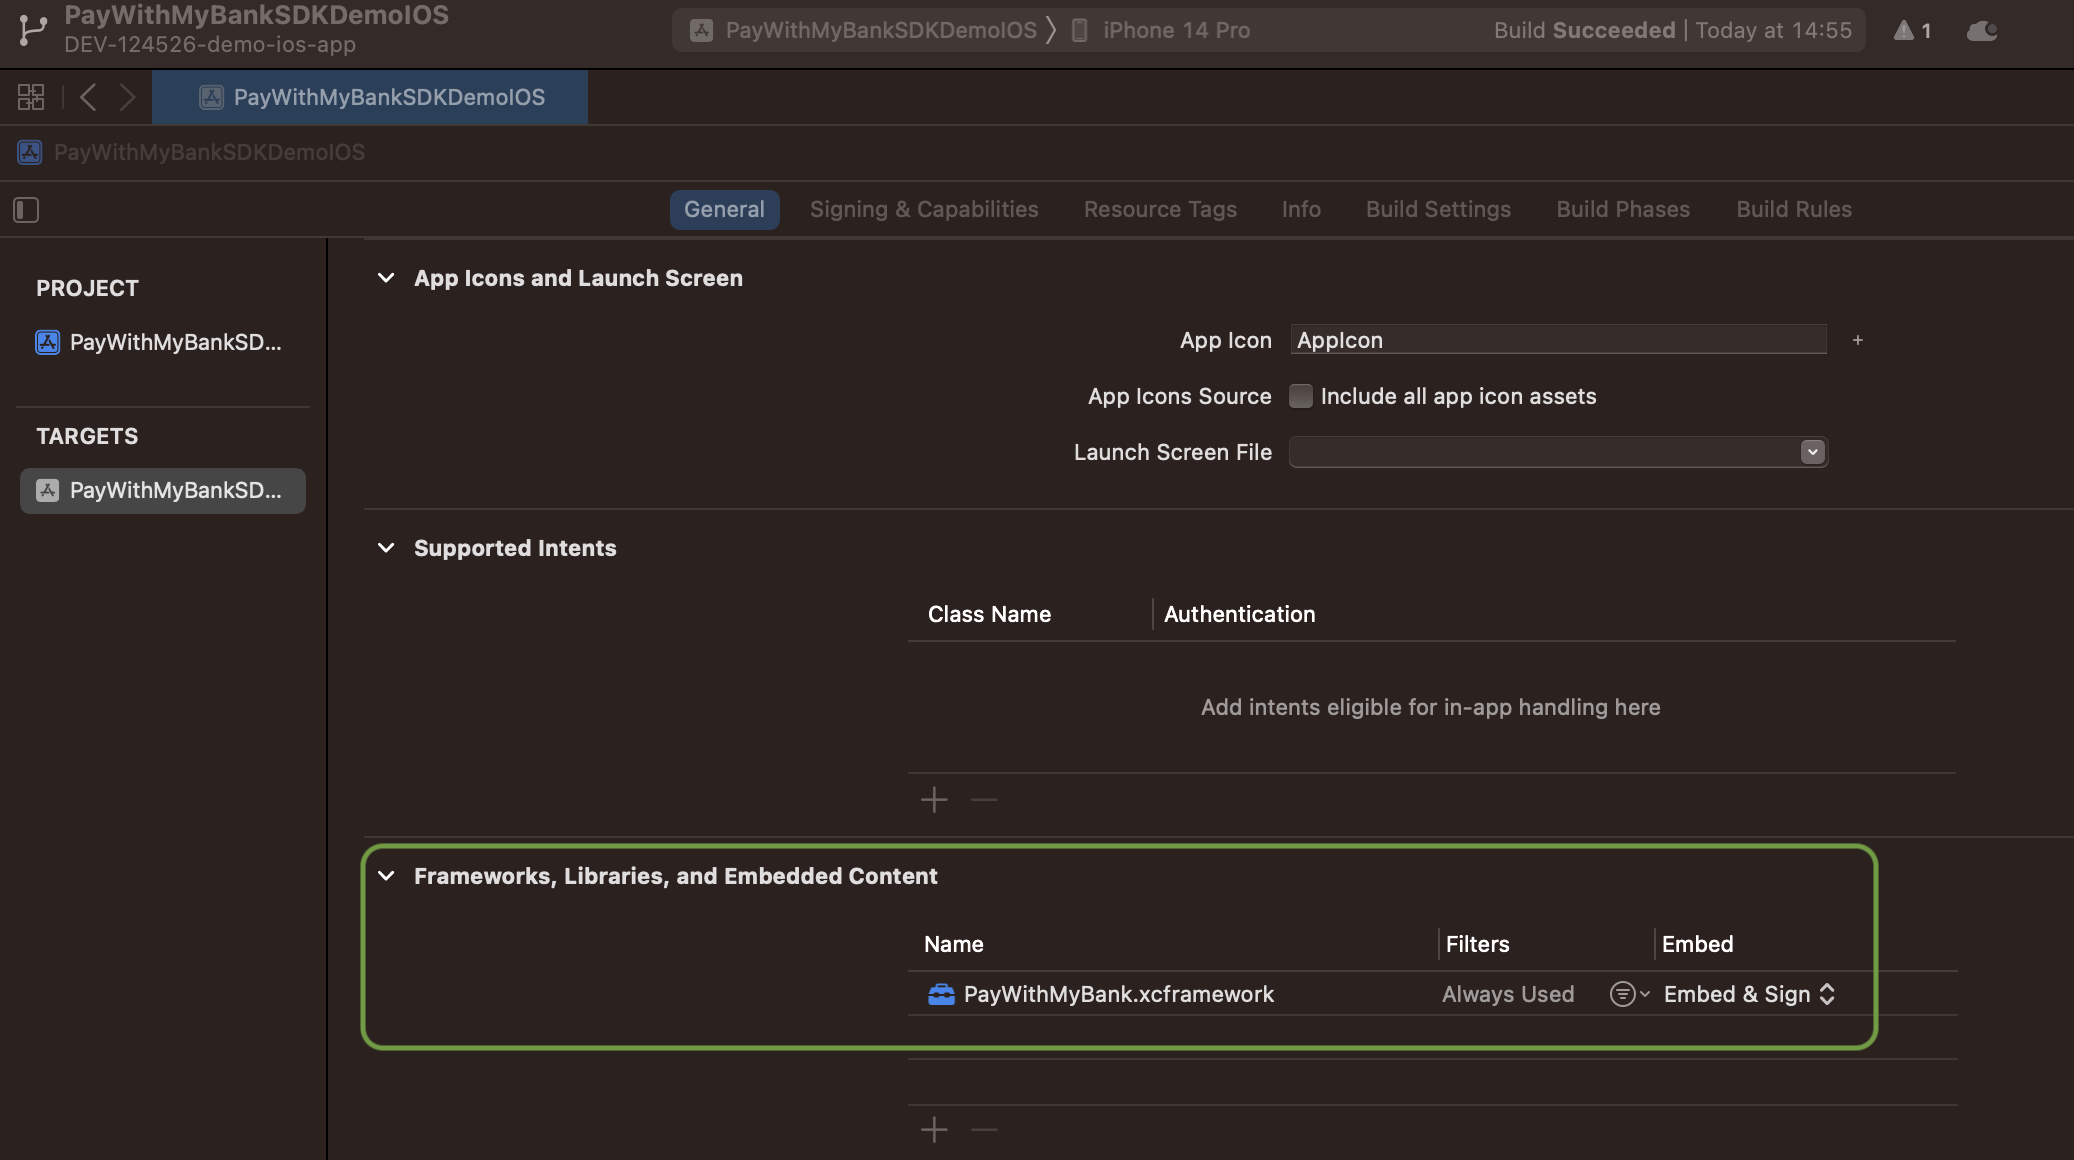 PayWithMyBankSDKDemoIOS
DEV-124526-demo-ios-app
PayWithMyBankSDKDemoIOS
iPhone 14 Pro
Build Succeeded | Today at 14:55
1
PayWithMyBankSDKDemoIOS
PayWithMyBankSDKDemoIOS
General
Signing & Capabilities
Resource Tags
Info
Build Settings
Build Phases
Build Rules
PROJECT
PayWithMyBankSD...
TARGETS
PayWithMyBankSD...
App Icons and Launch Screen
App Icon
AppIcon
+
App Icons Source
Include all app icon assets
Launch Screen File
Supported Intents
Class Name
Authentication
Add intents eligible for in-app handling here
Frameworks, Libraries, and Embedded Content
Name
Filters
Embed
PayWithMyBank.xcframework
Always Used
Embed & Sign